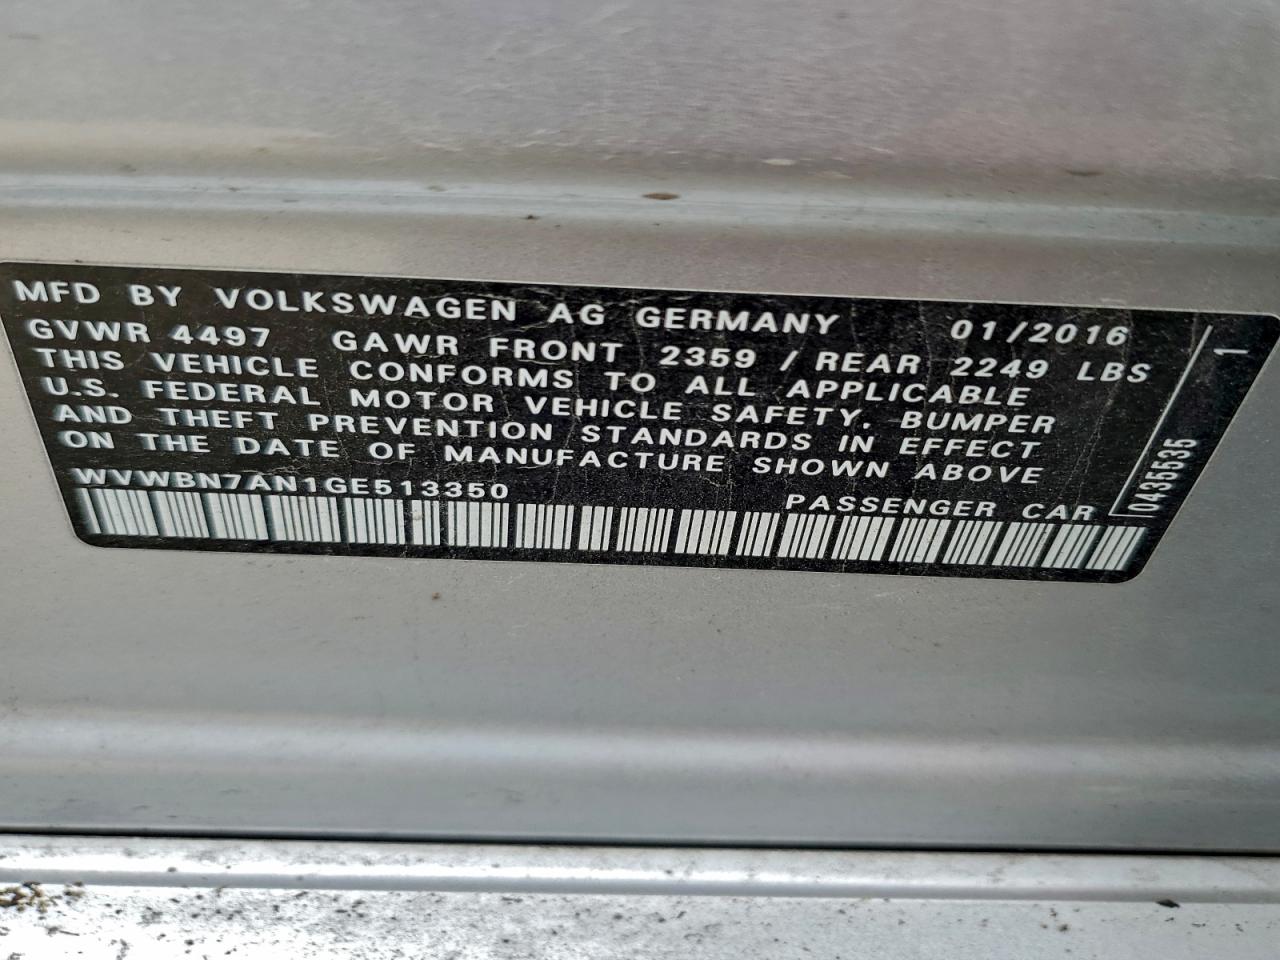 MFD BY VOLKSWAGEN AG GERMANY 01/2016
GVWR 4497 GAWR FRONT 2359 / REAR 2249 LBS
THIS VEHICLE CONFORMS TO ALL APPLICABLE
U.S. FEDERAL MOTOR VEHICLE SAFETY, BUMPER
AND THEFT PREVENTION STANDARDS IN EFFECT
ON THE DATE OF MANUFACTURE SHOWN ABOVE
WVWBN7AN1GE513350 PASSENGER CAR
0435535 1